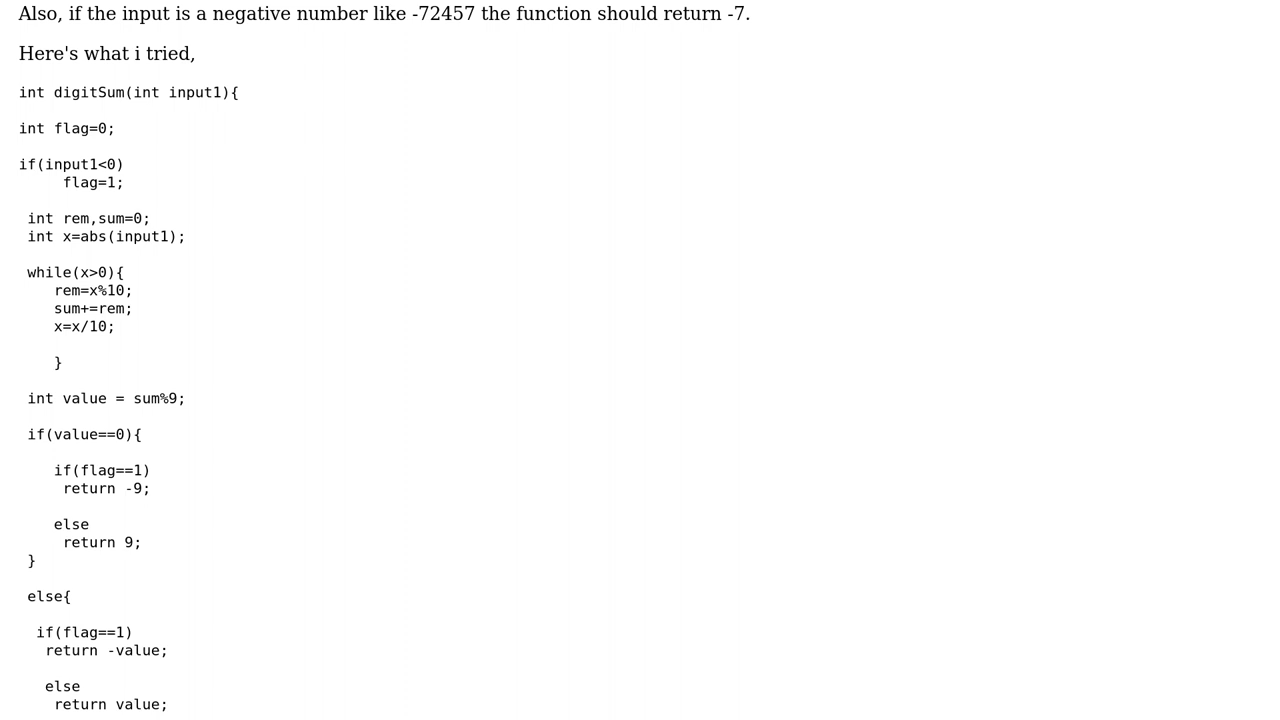 Also, if the input is a negative number like -72457 the function should return -7.
Here's what i tried,
int digitSum(int input1){
int flag=0;
if(input1<0)
     flag=1;
 int rem,sum=0;
 int x=abs(input1);
 while(x>0){
    rem=x%10;
    sum+=rem;
    x=x/10;
    }
 int value = sum%9;
 if(value==0){
    if(flag==1)
     return -9;
    else
     return 9;
 }
 else{
  if(flag==1)
   return -value;
   else
    return value;